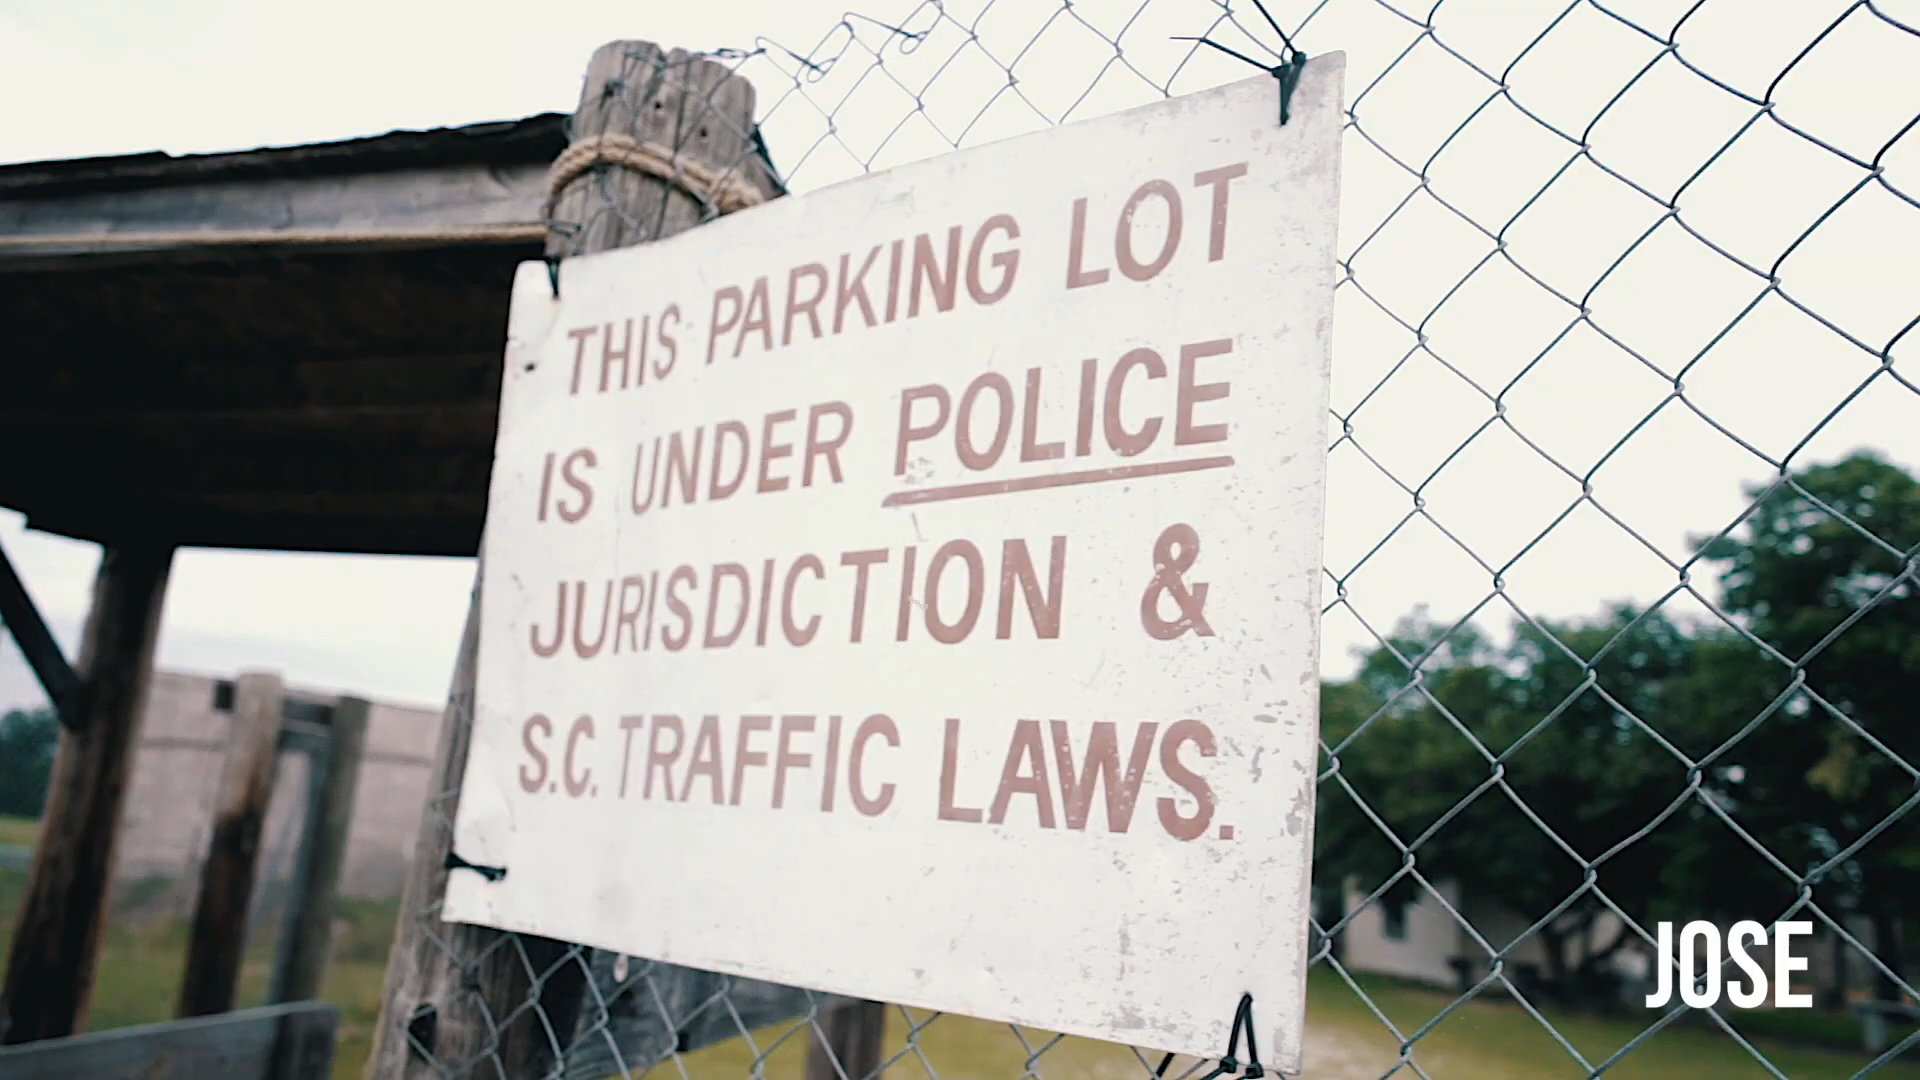 THIS PARKING LOT
IS UNDER POLICE
JURISDICTION &
S.C. TRAFFIC LAWS.
JOSE